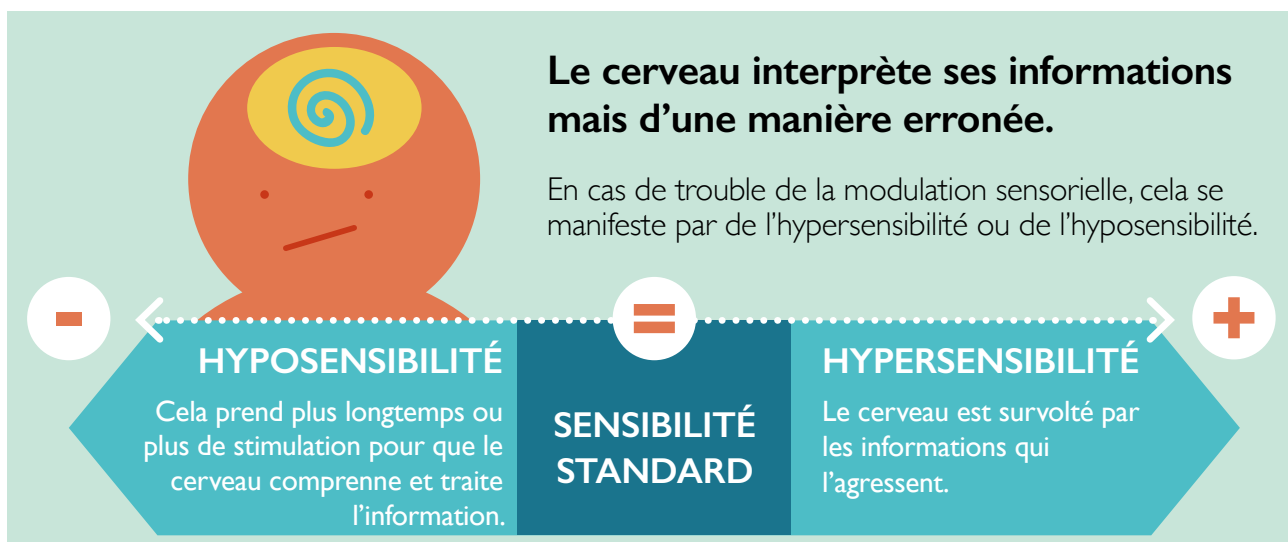 Le cerveau interprète ses informations
mais d’une manière erronée.
En cas de trouble de la modulation sensorielle, cela se
manifeste par de l’hypersensibilité ou de l’hyposensibilité.
-
=
+
HYPOSENSIBILITÉ
Cela prend plus longtemps ou
plus de stimulation pour que le
cerveau comprenne et traite
l’information.
SENSIBILITÉ
STANDARD
HYPERSENSIBILITÉ
Le cerveau est survolté par
les informations qui
l’agressent.